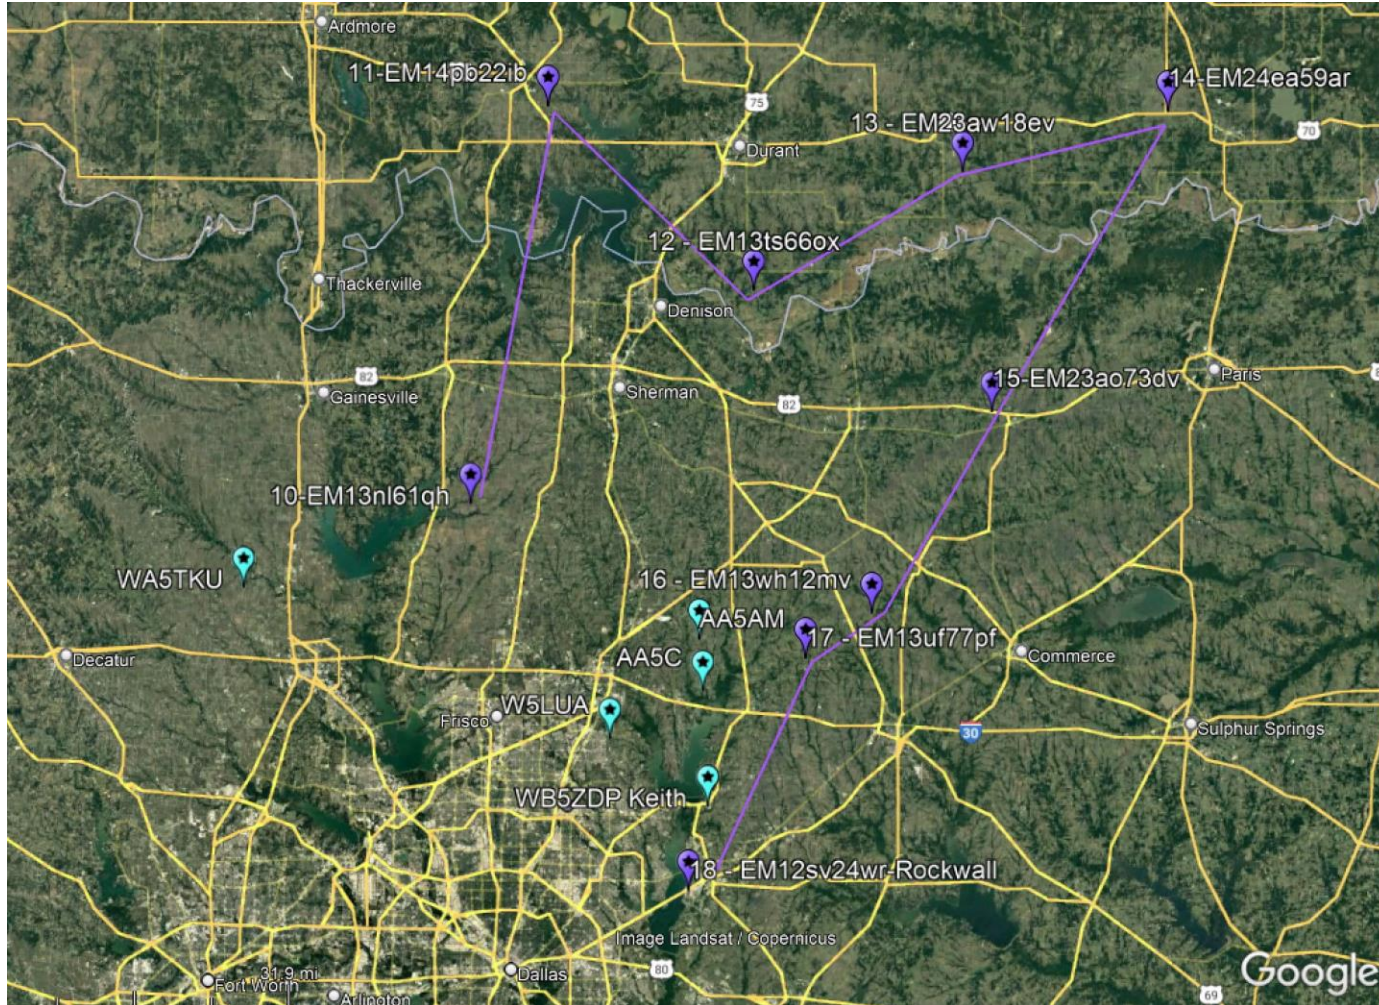 Ardmore
11-EM14pb22ib
14-EM24ea59ar
75
13 - EM23aw18ev
70
Durant
12 - EM13ts66ox
Thackerville
Denison
82
Paris
15-EM23ao73dv
Gainesville
Sherman
82
10-EM13nl61qh
WA5TKU
16 - EM13wh12mv
AA5AM
17 - EM13uf77pf
AA5C
Decatur
Commerce
W5LUA
Frisco
30
Sulphur Springs
WB5ZDP Keith
18 - EM12sv24wr-Rockwall
Image Landsat / Copernicus
80
Dallas
31.9 mi
Fort Worth
Arlington
69
Google